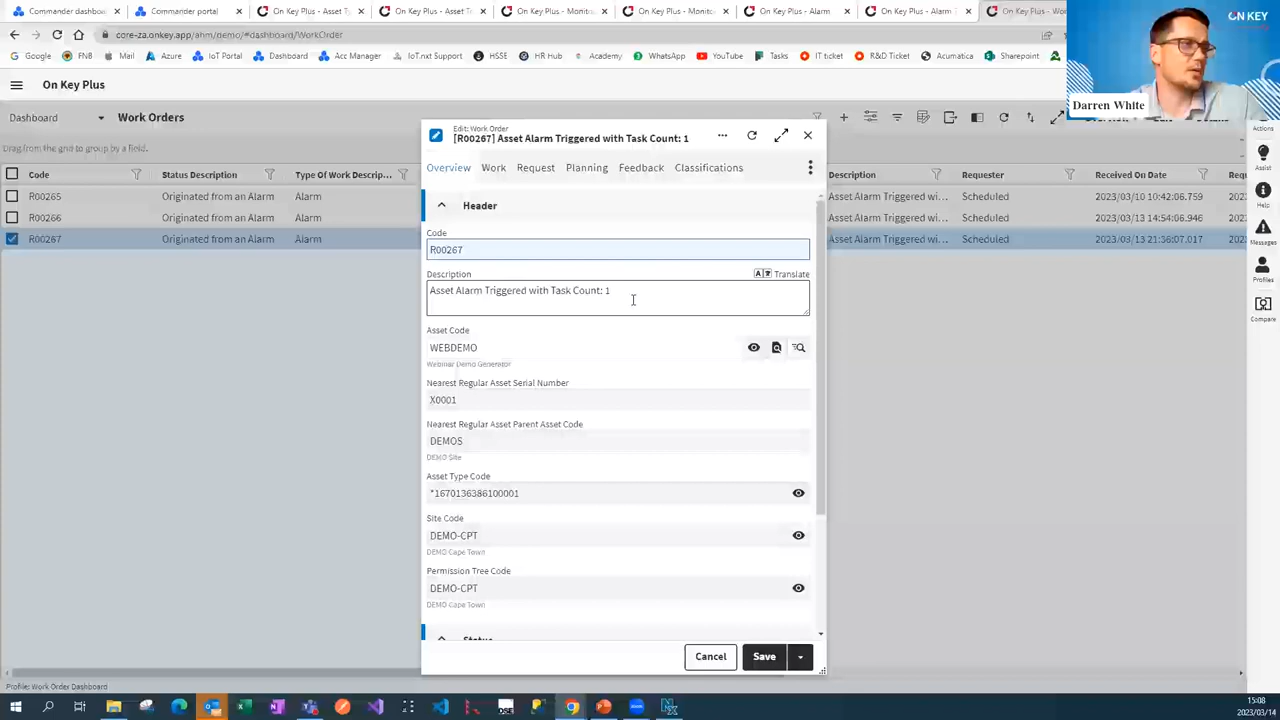 Commander dashbo
Commander portal
On Key Plus - Asset T
On Key Plus - Asset Tr
On Key Plus - Monito
On Key Plus - Monito
On Key Plus - Alarm
On Key Plus - Alarm
On Key Plus - Wo
ON KEY
core-za.onkey.app/ahm/demo/#dashboard/WorkOrder
Google
FNB
Mail
Azure
IoT Portal
Dashboard
Acc Manager
IoT.nxt Support
HSSE
HR Hub
Academy
WhatsApp
YouTube
Tasks
IT ticket
R&D Ticket
Acumatica
Sharepoint
On Key Plus
Darren White
Dashboard
Work Orders
Actions
Drag from the grid to group by a field.
Code
Status Description
Type Of Work Descrip...
Description
Requester
Received On Date
Req
R00265
Originated from an Alarm
Alarm
Asset Alarm Triggered wi...
Scheduled
2023/03/10 10:42:06.759
202
R00266
Originated from an Alarm
Alarm
Asset Alarm Triggered wi...
Scheduled
2023/03/13 14:54:06.946
202
R00267
Originated from an Alarm
Alarm
Asset Alarm Triggered wi...
Scheduled
2023/03/13 21:36:07.017
202
Assist
Help
Messages
Profiles
Compare
Edit: Work Order
[R00267] Asset Alarm Triggered with Task Count: 1
Overview
Work
Request
Planning
Feedback
Classifications
Header
Code
R00267
Description
Translate
Asset Alarm Triggered with Task Count: 1
Asset Code
WEBDEMO
Webinar Demo Generator
Nearest Regular Asset Serial Number
X0001
Nearest Regular Asset Parent Asset Code
DEMOS
DEMO Site
Asset Type Code
*1670136386100001
Site Code
DEMO-CPT
DEMO Cape Town
Permission Tree Code
DEMO-CPT
DEMO Cape Town
Status
Cancel
Save
Profile: Work Order Dashboard
15:08
2023/03/14